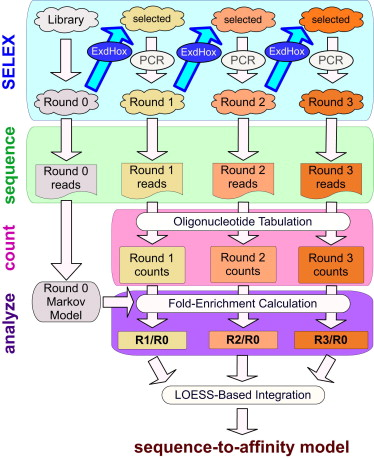 SELEX
Library
selected
selected
selected
ExdHox
ExdHox
ExdHox
PCR
PCR
PCR
Round 0
Round 1
Round 2
Round 3
sequence
Round 0
reads
Round 1
reads
Round 2
reads
Round 3
reads
count
Oligonucleotide Tabulation
Round 1
counts
Round 2
counts
Round 3
counts
analyze
Round 0
Markov
Model
Fold-Enrichment Calculation
R1/R0
R2/R0
R3/R0
LOESS-Based Integration
sequence-to-affinity model